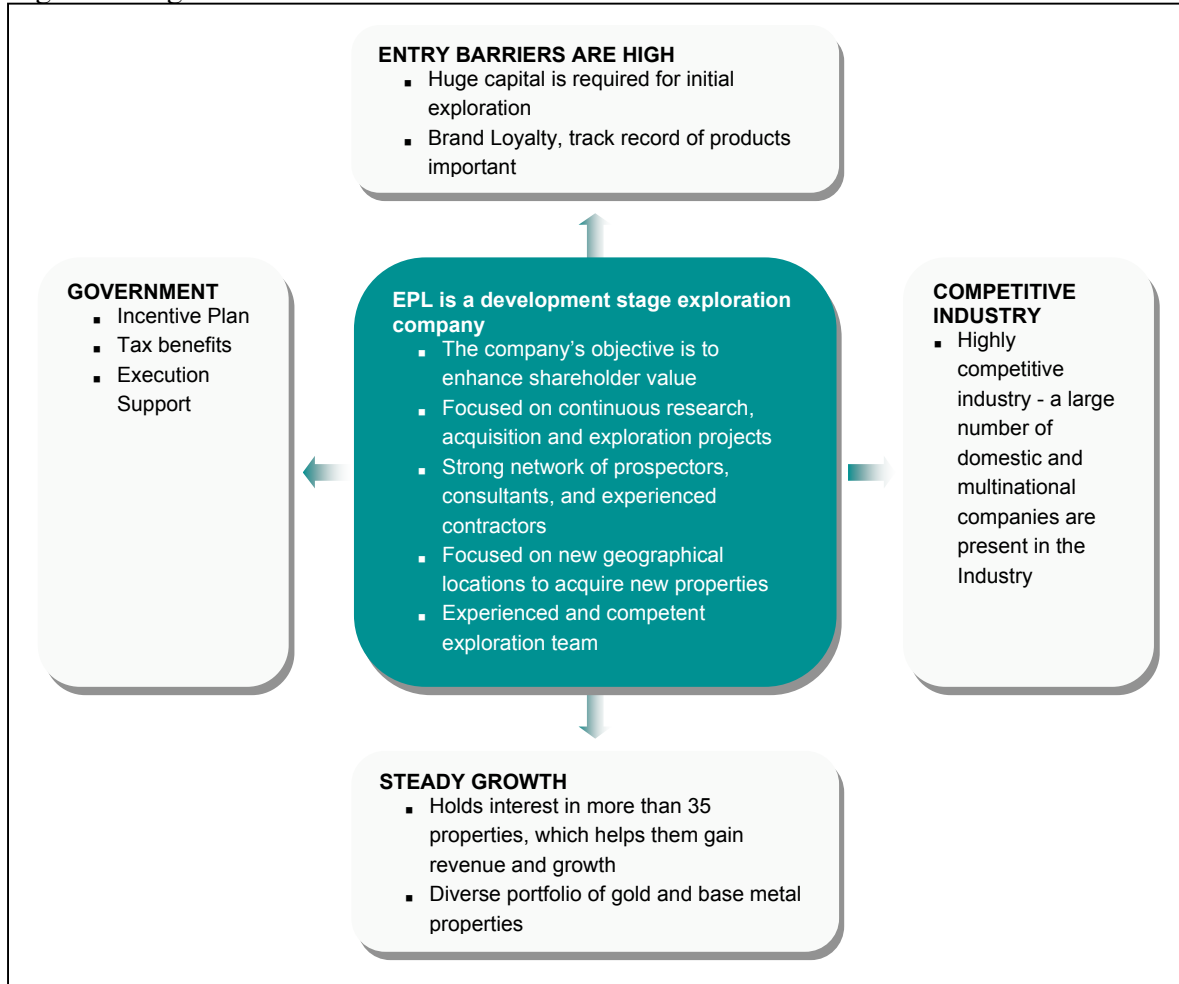 ENTRY BARRIERS ARE HIGH
▪ Huge capital is required for initial
exploration
▪ Brand Loyalty, track record of products
important
GOVERNMENT
▪ Incentive Plan
▪ Tax benefits
▪ Execution
Support
EPL is a development stage exploration
company
▪ The company’s objective is to
enhance shareholder value
▪ Focused on continuous research,
acquisition and exploration projects
▪ Strong network of prospectors,
consultants, and experienced
contractors
▪ Focused on new geographical
locations to acquire new properties
▪ Experienced and competent
exploration team
COMPETITIVE
INDUSTRY
▪ Highly
competitive
industry - a large
number of
domestic and
multinational
companies are
present in the
Industry
STEADY GROWTH
▪ Holds interest in more than 35
properties, which helps them gain
revenue and growth
▪ Diverse portfolio of gold and base metal
properties